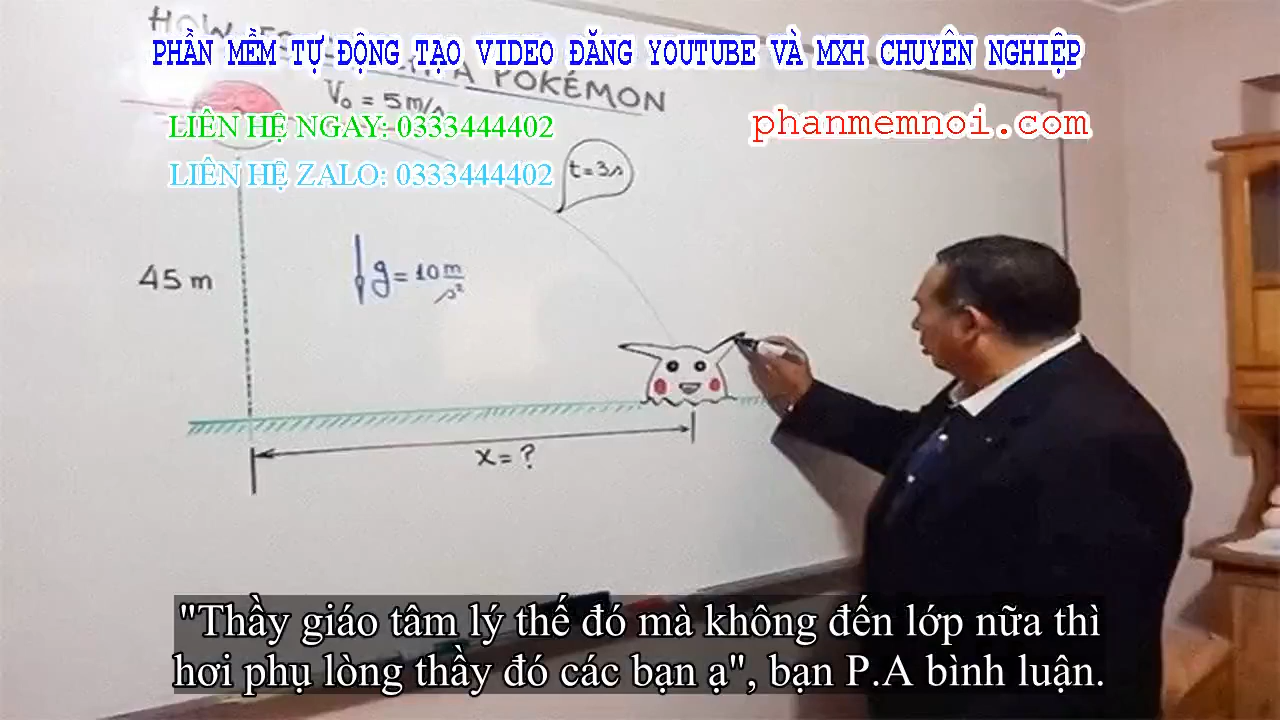 HOW
PHẦN MỀM TỰ ĐỘNG TẠO VIDEO ĐĂNG YOUTUBE VÀ MXH CHUYÊN NGHIỆP
A POKÉMON
V₀ = 5m/s
LIÊN HỆ NGAY: 0333444402
phanmemnoi.com
LIÊN HỆ ZALO: 0333444402
t=3s
45 m
g=10 m/s²
x=?
"Thầy giáo tâm lý thế đó mà không đến lớp nữa thì
hơi phụ lòng thầy đó các bạn ạ", bạn P.A bình luận.